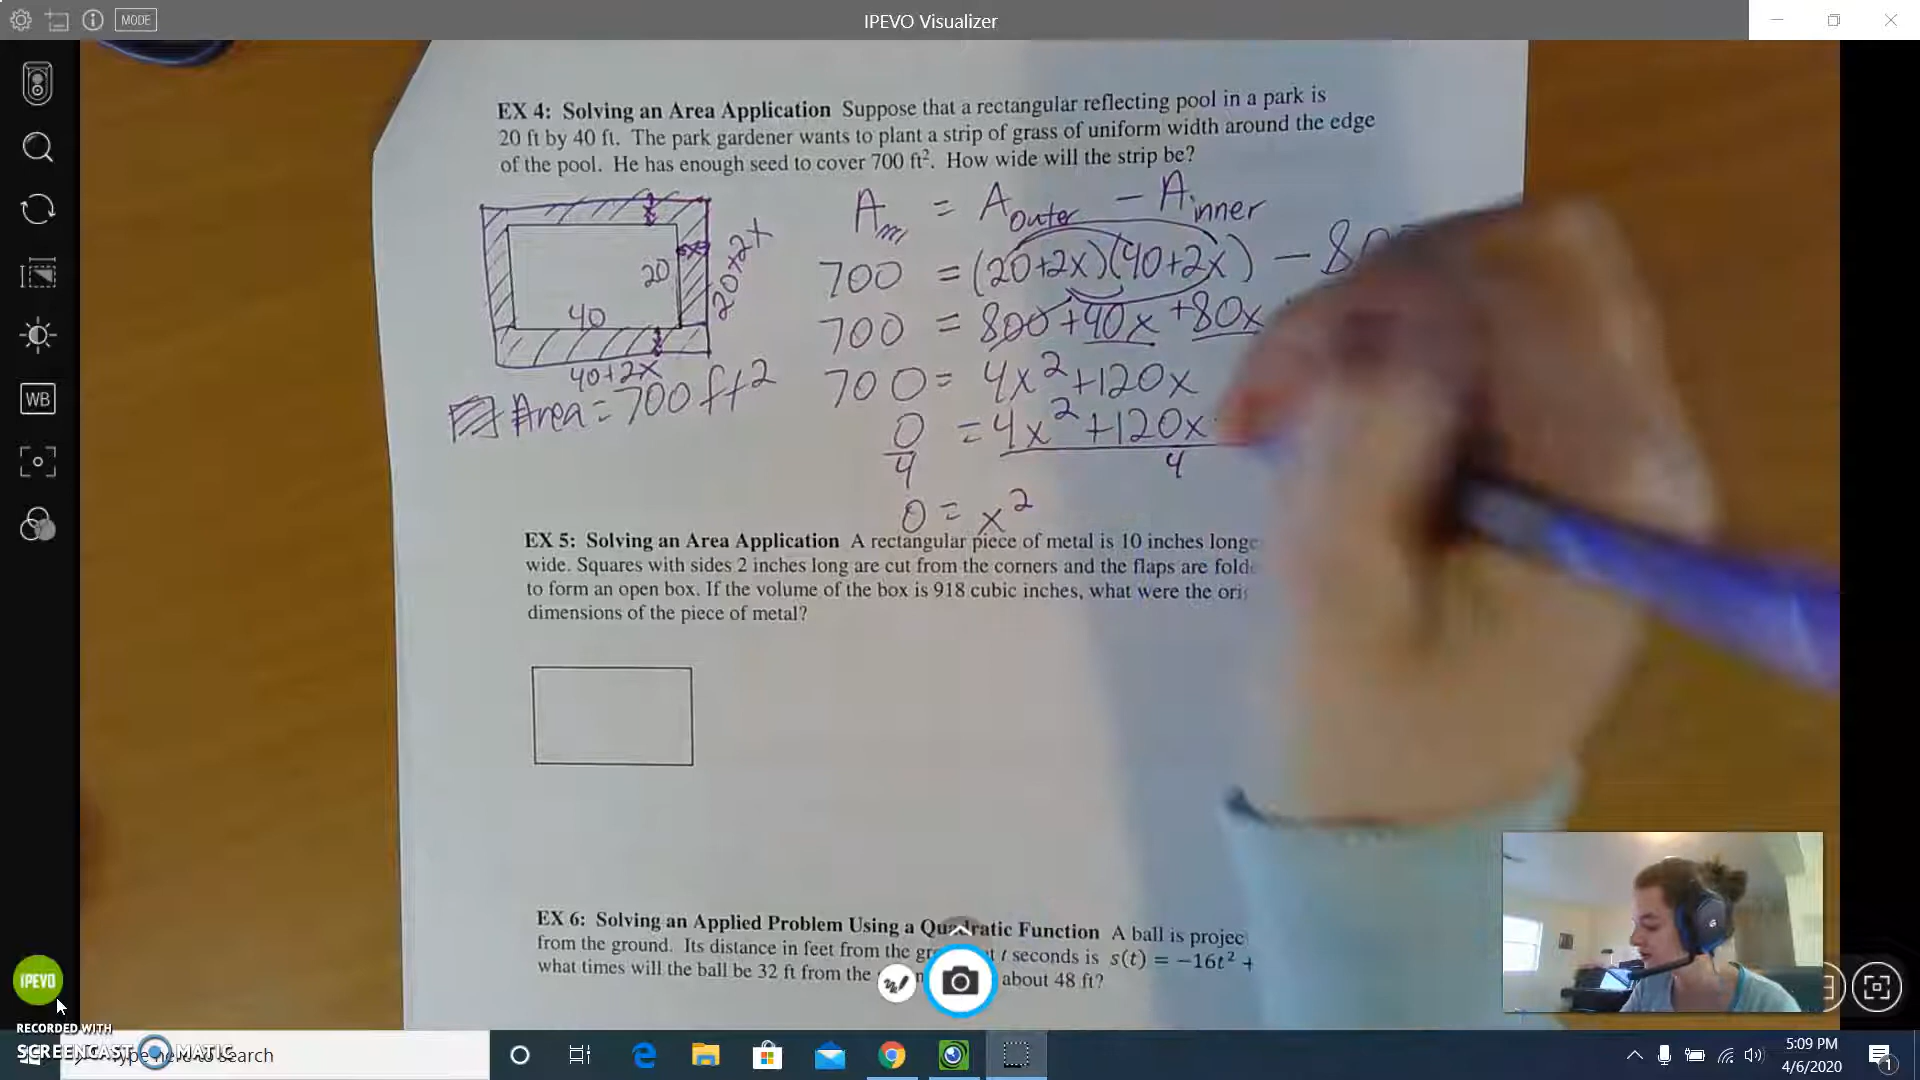 MODE
IPEVO Visualizer
EX 4: Solving an Area Application Suppose that a rectangular reflecting pool in a park is
20 ft by 40 ft. The park gardener wants to plant a strip of grass of uniform width around the edge
of the pool. He has enough seed to cover 700 ft². How wide will the strip be?
A = A outer - A inner
20
20+2x
40
40+2x
Area = 700 ft²
700 = (20+2x)(40+2x) - 80
700 = 800 + 40x + 80x
700 = 4x² + 120x
0 = 4x² + 120x
4 4
0 = x²
EX 5: Solving an Area Application A rectangular piece of metal is 10 inches longe
wide. Squares with sides 2 inches long are cut from the corners and the flaps are fold
to form an open box. If the volume of the box is 918 cubic inches, what were the ori
dimensions of the piece of metal?
EX 6: Solving an Applied Problem Using a Quadratic Function A ball is projec
from the ground. Its distance in feet from the gr t seconds is s(t) = −16t² +
what times will the ball be 32 ft from the about 48 ft?
WB
IPEVO
RECORDED WITH
SCREENCAST MATIC
Type here to search
5:09 PM
4/6/2020
1